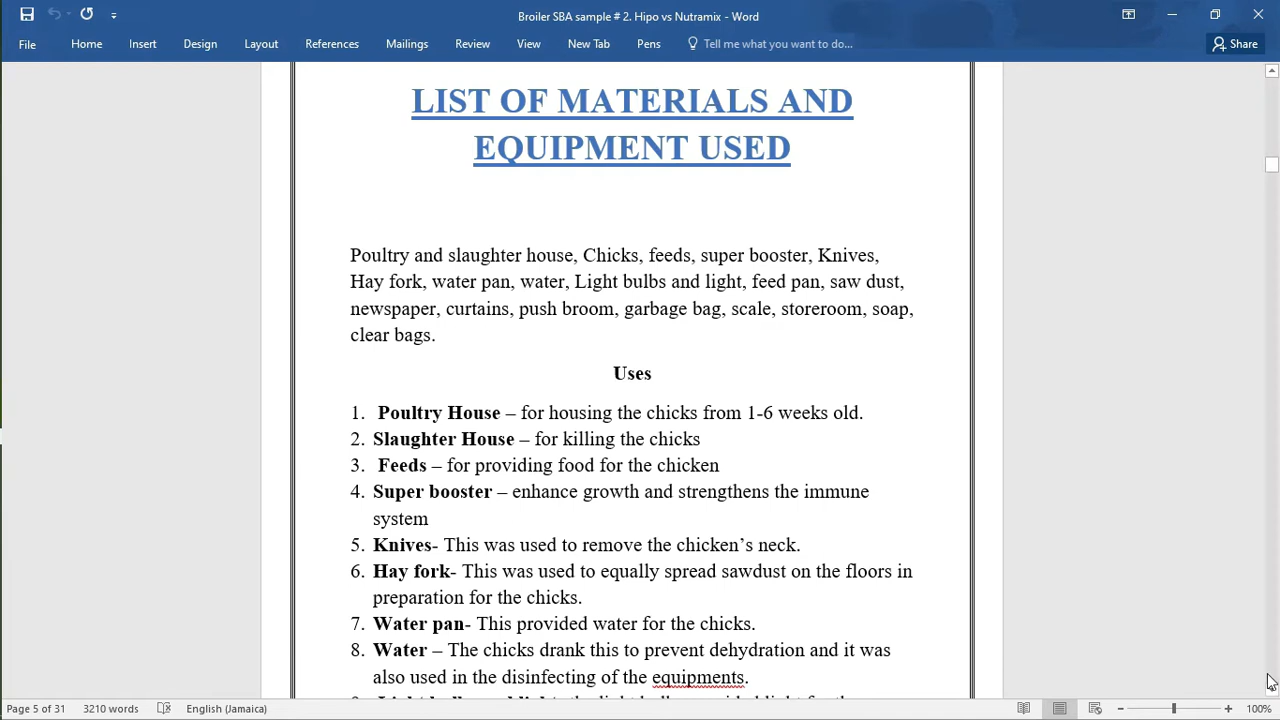 Broiler SBA sample # 2. Hipo vs Nutramix - Word
File Home Insert Design Layout References Mailings Review View New Tab Pens Tell me what you want to do... Share
LIST OF MATERIALS AND
EQUIPMENT USED
Poultry and slaughter house, Chicks, feeds, super booster, Knives,
Hay fork, water pan, water, Light bulbs and light, feed pan, saw dust,
newspaper, curtains, push broom, garbage bag, scale, storeroom, soap,
clear bags.
Uses
1. Poultry House – for housing the chicks from 1-6 weeks old.
2. Slaughter House – for killing the chicks
3. Feeds – for providing food for the chicken
4. Super booster – enhance growth and strengthens the immune
system
5. Knives- This was used to remove the chicken’s neck.
6. Hay fork- This was used to equally spread sawdust on the floors in
preparation for the chicks.
7. Water pan- This provided water for the chicks.
8. Water – The chicks drank this to prevent dehydration and it was
also used in the disinfecting of the equipments.
Page 5 of 31 3210 words English (Jamaica) 100%